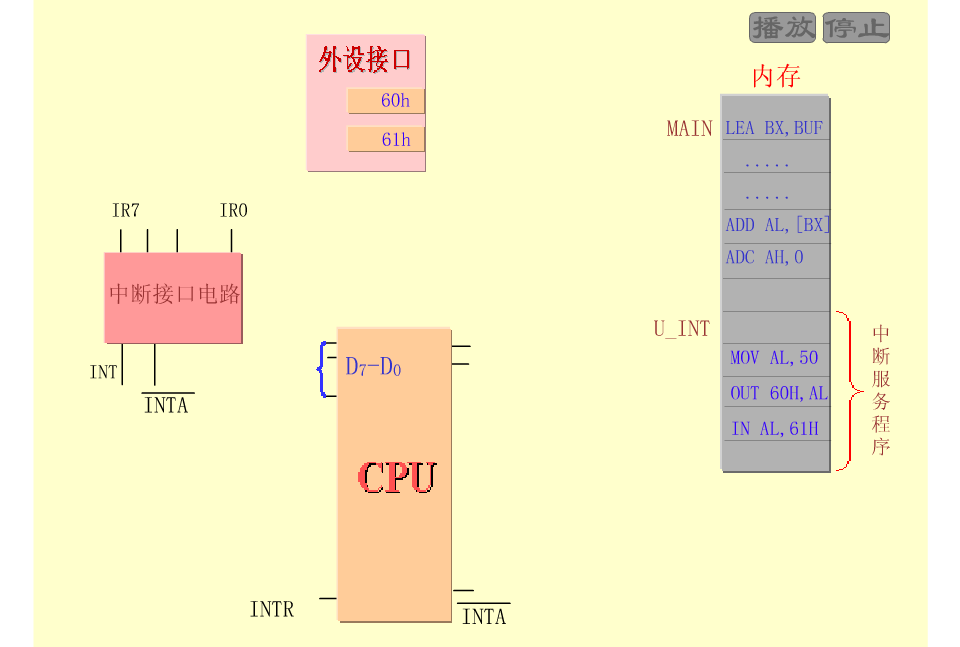 播放 停止
外设接口
60h
61h
内存
MAIN
LEA BX,BUF
.....
.....
ADD AL,[BX]
ADC AH,0
U_INT
MOV AL,50
OUT 60H,AL
IN AL,61H
中断服务程序
IR7 IR0
中断接口电路
INT
INTA
D7-D0
CPU
INTR
INTA